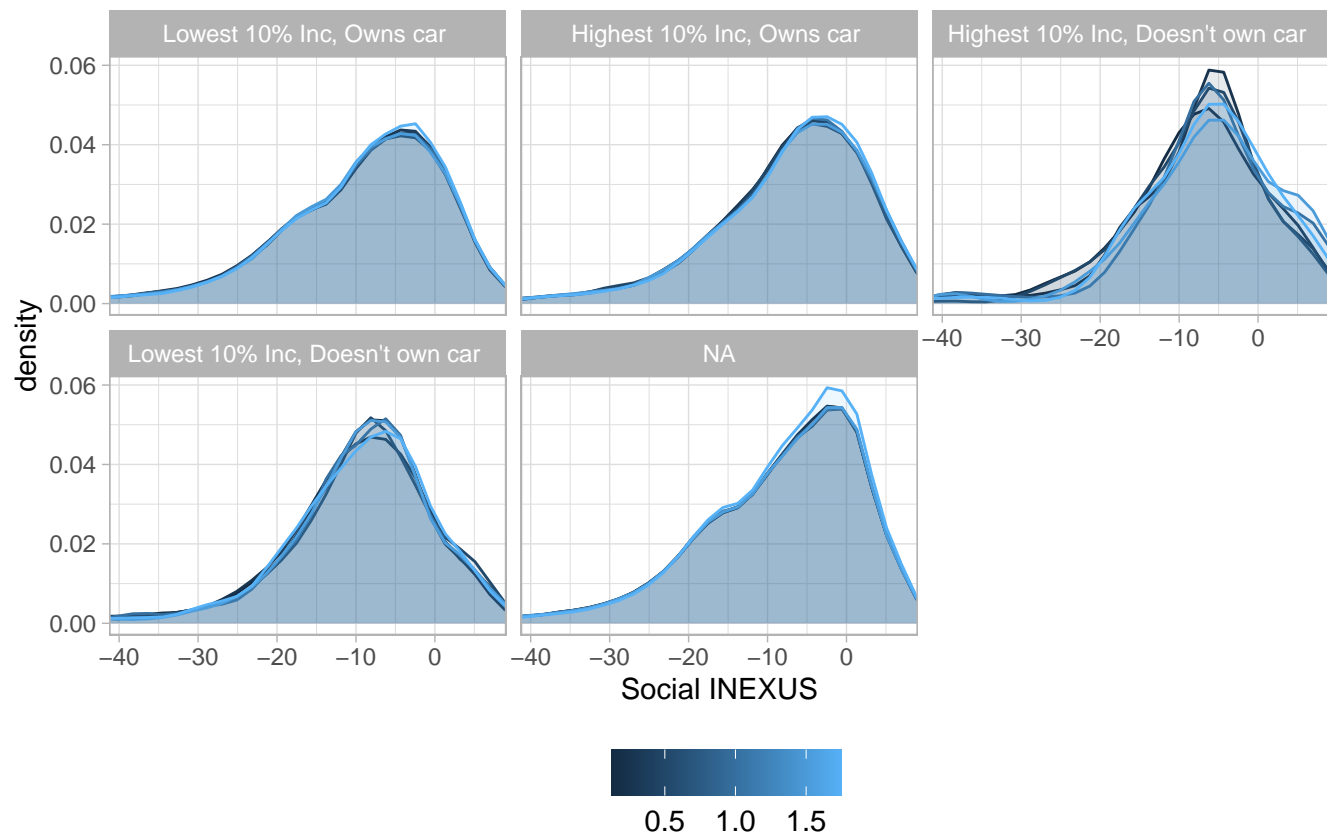 Lowest 10% Inc, Owns car
Highest 10% Inc, Owns car
Highest 10% Inc, Doesn't own car
0.06
0.04
0.02
0.00
−40 −30 −20 −10 0
Lowest 10% Inc, Doesn't own car
NA
0.06
0.04
0.02
0.00
−40 −30 −20 −10 0
−40 −30 −20 −10 0
density
Social INEXUS
0.5 1.0 1.5